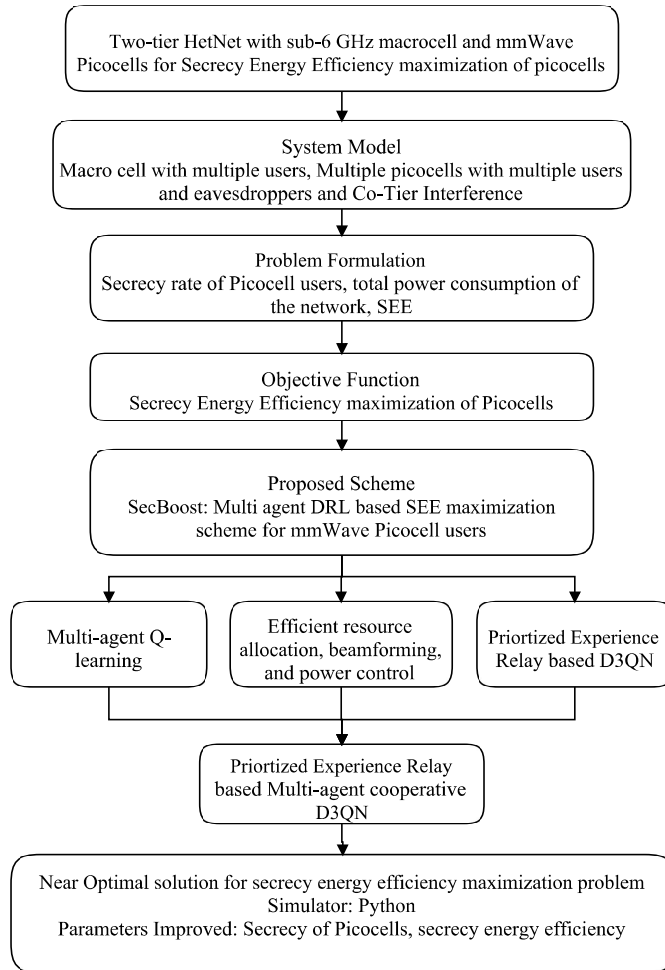 Two-tier HetNet with sub-6 GHz macrocell and mmWave
Picocells for Secrecy Energy Efficiency maximization of picocells
System Model
Macro cell with multiple users, Multiple picocells with multiple users
and eavesdroppers and Co-Tier Interference
Problem Formulation
Secrecy rate of Picocell users, total power consumption of
the network, SEE
Objective Function
Secrecy Energy Efficiency maximization of Picocells
Proposed Scheme
SecBoost: Multi agent DRL based SEE maximization
scheme for mmWave Picocell users
Multi-agent Q-
learning
Efficient resource
allocation, beamforming,
and power control
Priortized Experience
Relay based D3QN
Priortized Experience Relay
based Multi-agent cooperative
D3QN
Near Optimal solution for secrecy energy efficiency maximization problem
Simulator: Python
Parameters Improved: Secrecy of Picocells, secrecy energy efficiency